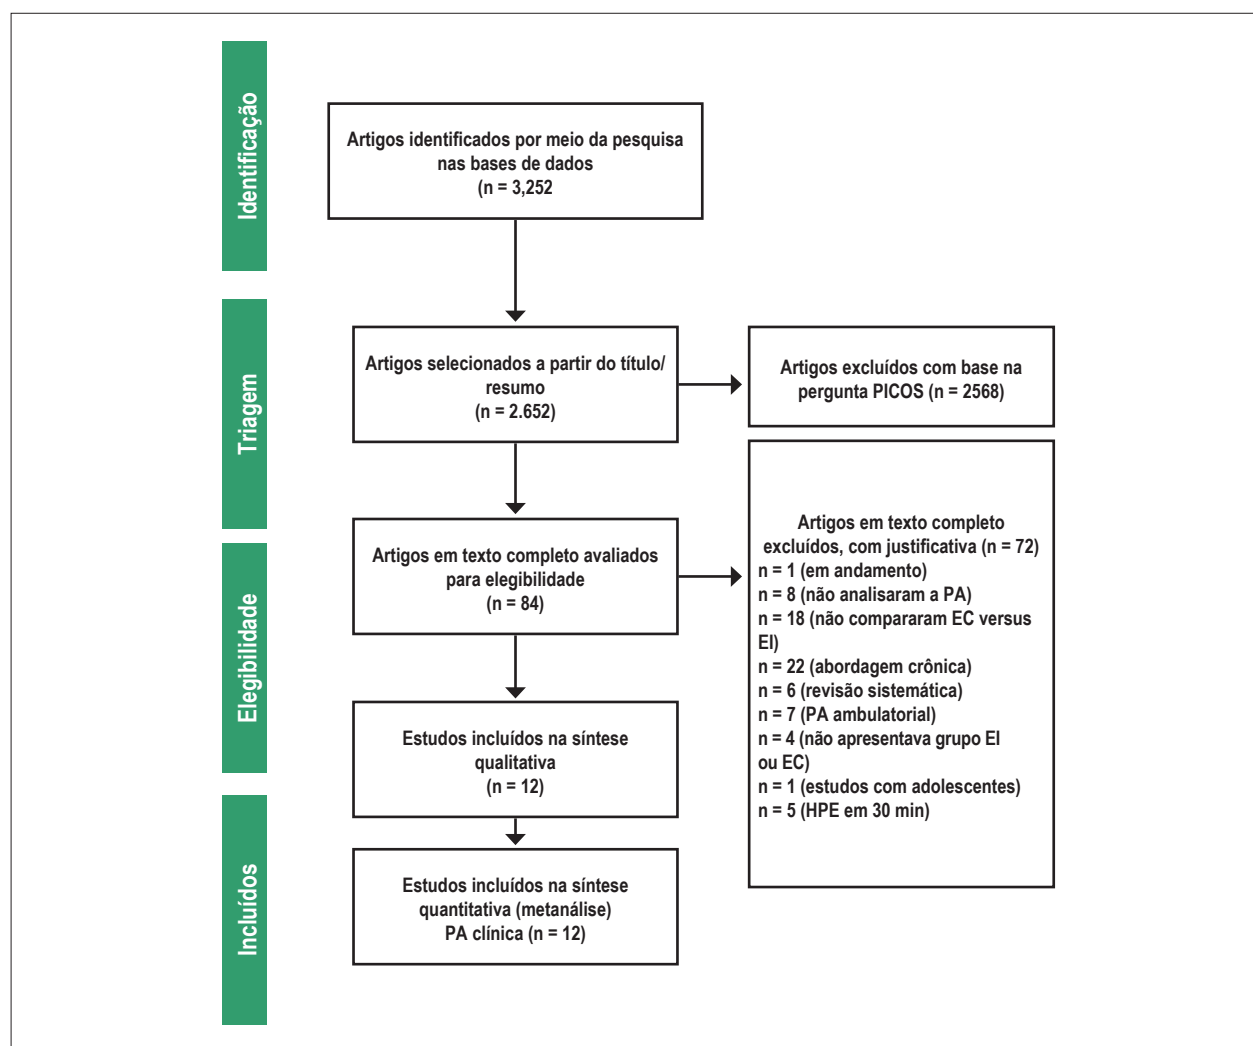 Identificação
Artigos identificados por meio da pesquisa
nas bases de dados
(n = 3,252
Triagem
Artigos selecionados a partir do título/
resumo
(n = 2.652)
Artigos excluídos com base na
pergunta PICOS (n = 2568)
Elegibilidade
Artigos em texto completo avaliados
para elegibilidade
(n = 84)
Artigos em texto completo
excluídos, com justificativa (n = 72)
n = 1 (em andamento)
n = 8 (não analisaram a PA)
n = 18 (não compararam EC versus
EI)
n = 22 (abordagem crônica)
n = 6 (revisão sistemática)
n = 7 (PA ambulatorial)
n = 4 (não apresentava grupo EI
ou EC)
n = 1 (estudos com adolescentes)
n = 5 (HPE em 30 min)
Estudos incluídos na síntese
qualitativa
(n = 12)
Incluídos
Estudos incluídos na síntese
quantitativa (metanálise)
PA clínica (n = 12)